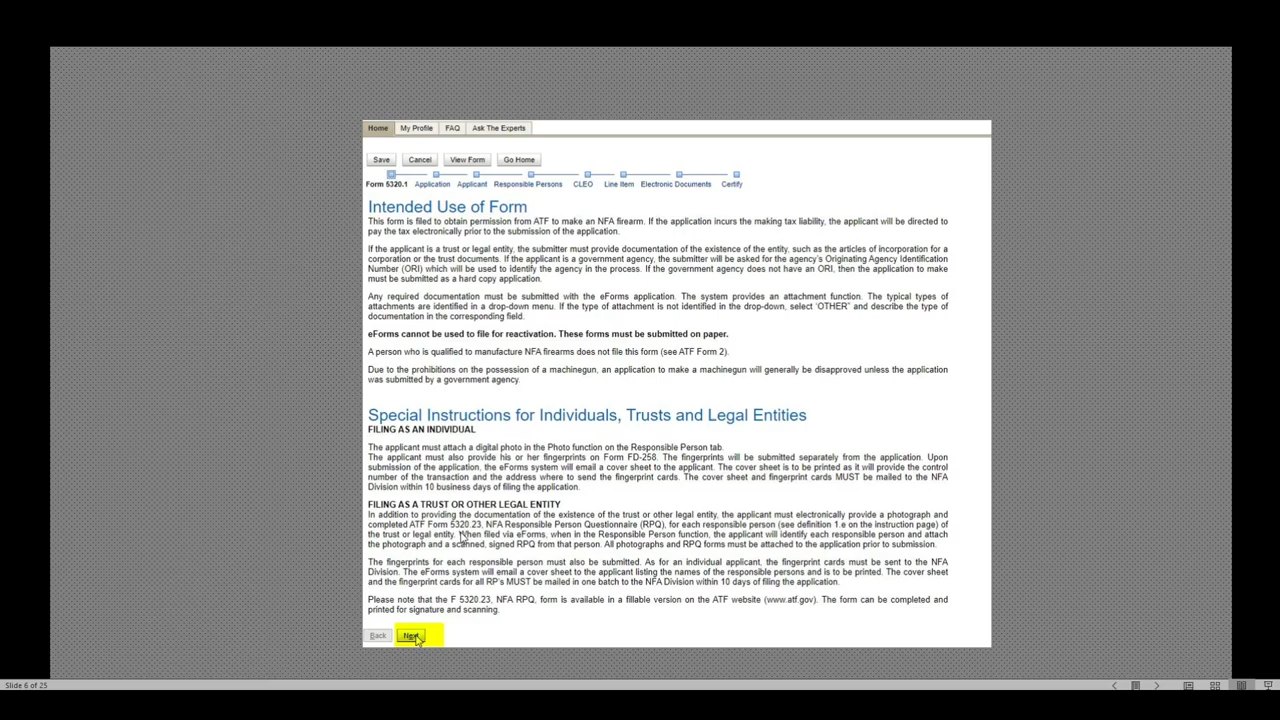 Home My Profile FAQ Ask The Experts
Save Cancel View Form Go Home
Form 5320.1 Application Applicant Responsible Persons CLEO Line Item Electronic Documents Certify
Intended Use of Form
This form is filed to obtain permission from ATF to make an NFA firearm. If the application incurs the making tax liability, the applicant will be directed to
pay the tax electronically prior to the submission of the application.
If the applicant is a trust or legal entity, the submitter must provide documentation of the existence of the entity, such as the articles of incorporation for a
corporation or the trust documents. If the applicant is a government agency, the submitter will be asked for the agency's Originating Agency Identification
Number (ORI) which will be used to identify the agency in the process. If the government agency does not have an ORI, then the application to make
must be submitted as a hard copy application.
Any required documentation must be submitted with the eForms application. The system provides an attachment function. The typical types of
attachments are identified in a drop-down menu. If the type of attachment is not identified in the drop-down, select 'OTHER" and describe the type of
documentation in the corresponding field.
eForms cannot be used to file for reactivation. These forms must be submitted on paper.
A person who is qualified to manufacture NFA firearms does not file this form (see ATF Form 2).
Due to the prohibitions on the possession of a machinegun, an application to make a machinegun will generally be disapproved unless the application
was submitted by a government agency.
Special Instructions for Individuals, Trusts and Legal Entities
FILING AS AN INDIVIDUAL
The applicant must attach a digital photo in the Photo function on the Responsible Person tab.
The applicant must also provide his or her fingerprints on Form FD-258. The fingerprints will be submitted separately from the application. Upon
submission of the application, the eForms system will email a cover sheet to the applicant. The cover sheet is to be printed as it will provide the control
number of the transaction and the address where to send the fingerprint cards. The cover sheet and fingerprint cards MUST be mailed to the NFA
Division within 10 business days of filing the application.
FILING AS A TRUST OR OTHER LEGAL ENTITY
In addition to providing the documentation of the existence of the trust or other legal entity, the applicant must electronically provide a photograph and
completed ATF Form 5320.23, NFA Responsible Person Questionnaire (RPQ), for each responsible person (see definition 1.e on the instruction page) of
the trust or legal entity. When filed via eForms, when in the Responsible Person function, the applicant will identify each responsible person and attach
the photograph and a scanned, signed RPQ from that person. All photographs and RPQ forms must be attached to the application prior to submission.
The fingerprints for each responsible person must also be submitted. As for an individual applicant, the fingerprint cards must be sent to the NFA
Division. The eForms system will email a cover sheet to the applicant listing the names of the responsible persons and is to be printed. The cover sheet
and the fingerprint cards for all RP's MUST be mailed in one batch to the NFA Division within 10 days of filing the application.
Please note that the F 5320.23, NFA RPQ, form is available in a fillable version on the ATF website (www.atf.gov). The form can be completed and
printed for signature and scanning.
Back Next
Slide 6 of 25